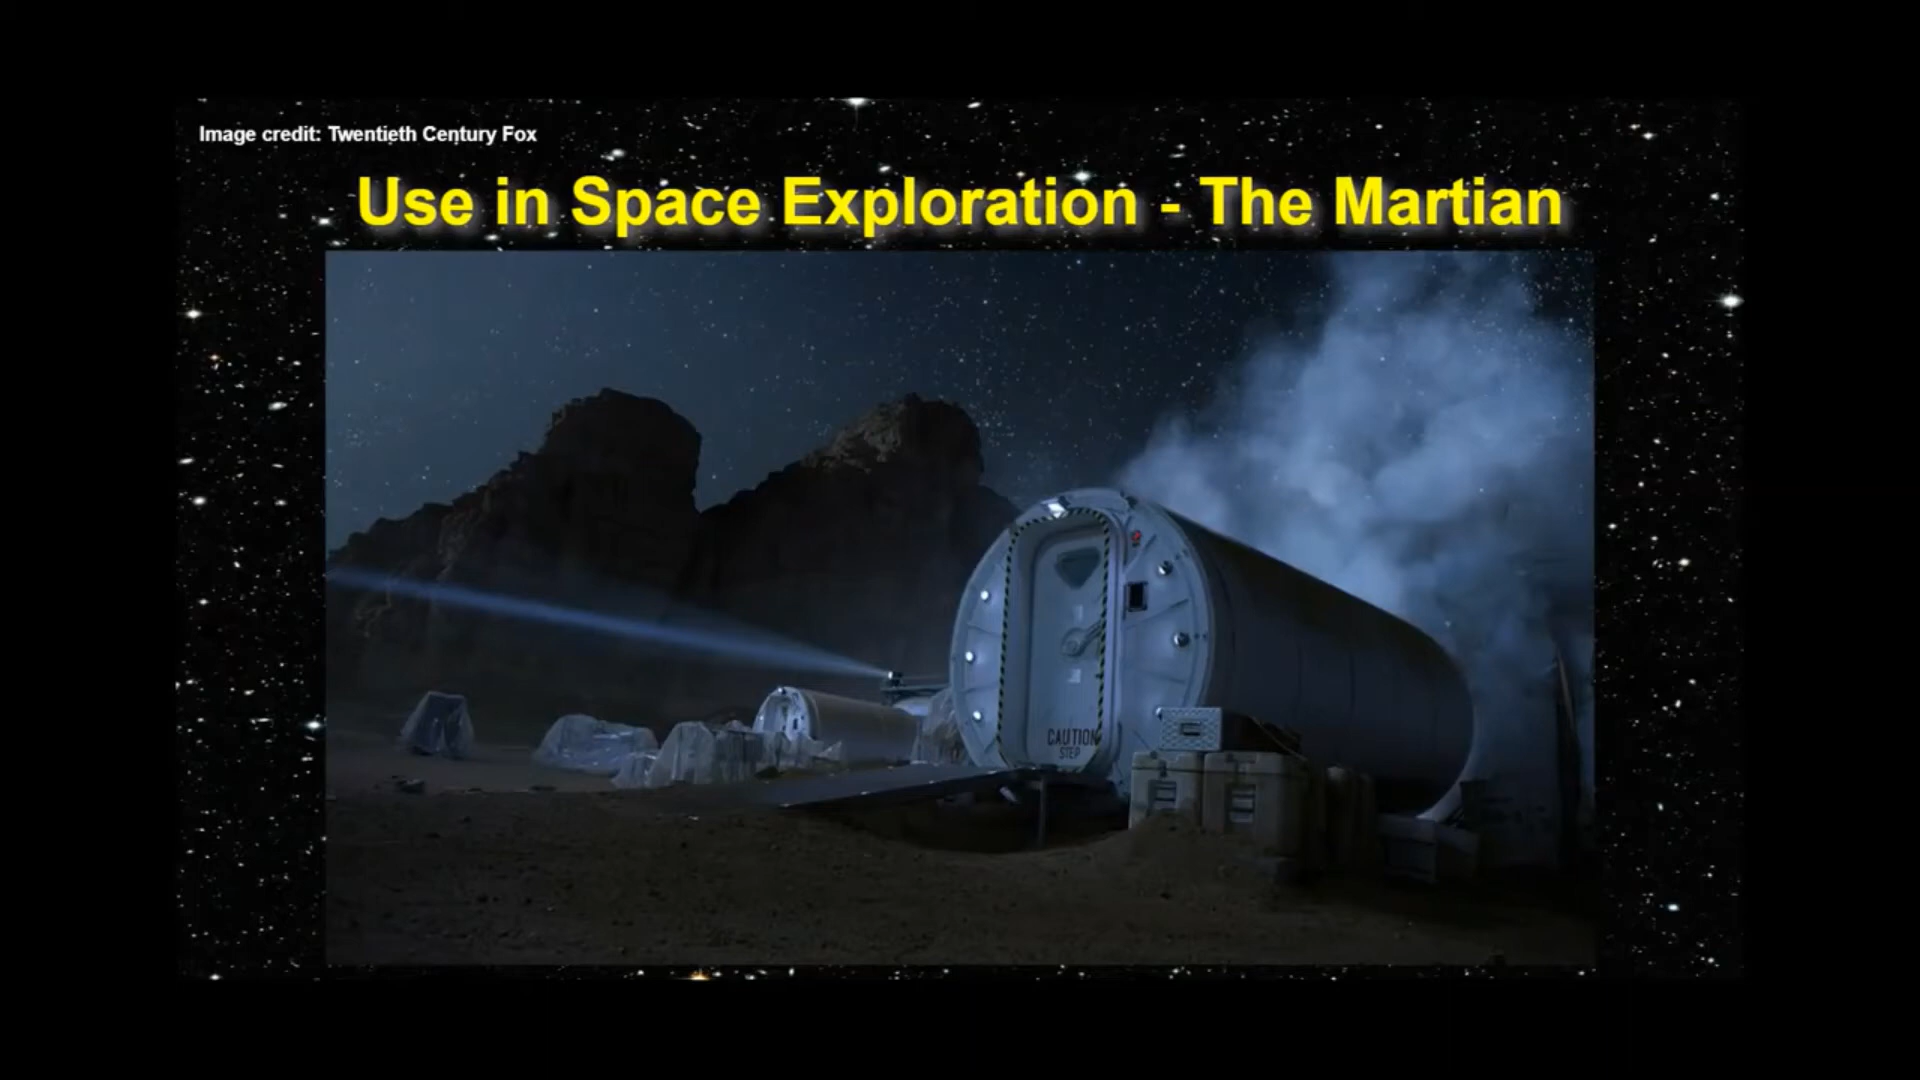 Image credit: Twentieth Century Fox
Use in Space Exploration - The Martian
CAUTION
STEP